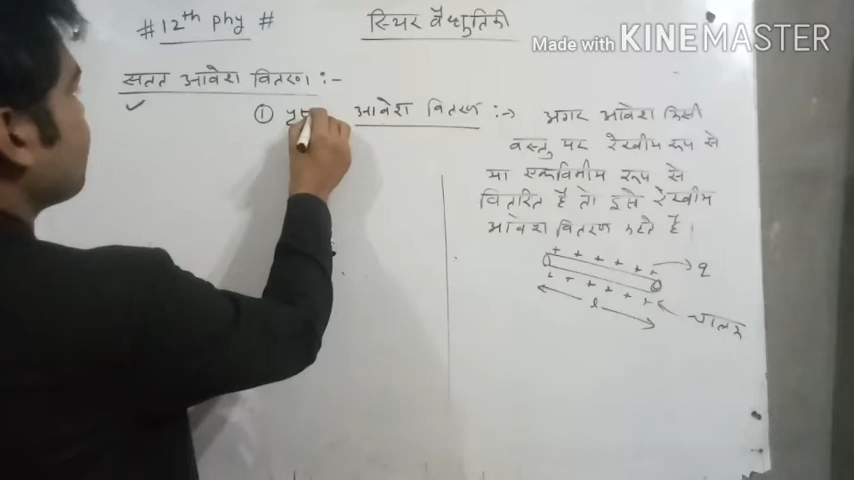 #12th phy #
स्थिर वैद्युतिकी
Made with KINEMASTER
सतत आवेश वितरण :-
① पृष् आवेश वितरण :→ अगर आवेश किसी
वस्तु पर रेखीय रूप से
या एकविमीय रूप से
वितरित है तो इसे रेखीय
आवेश वितरण कहते है।
+ + + + + +
q
+ + + + + +
l
चालक